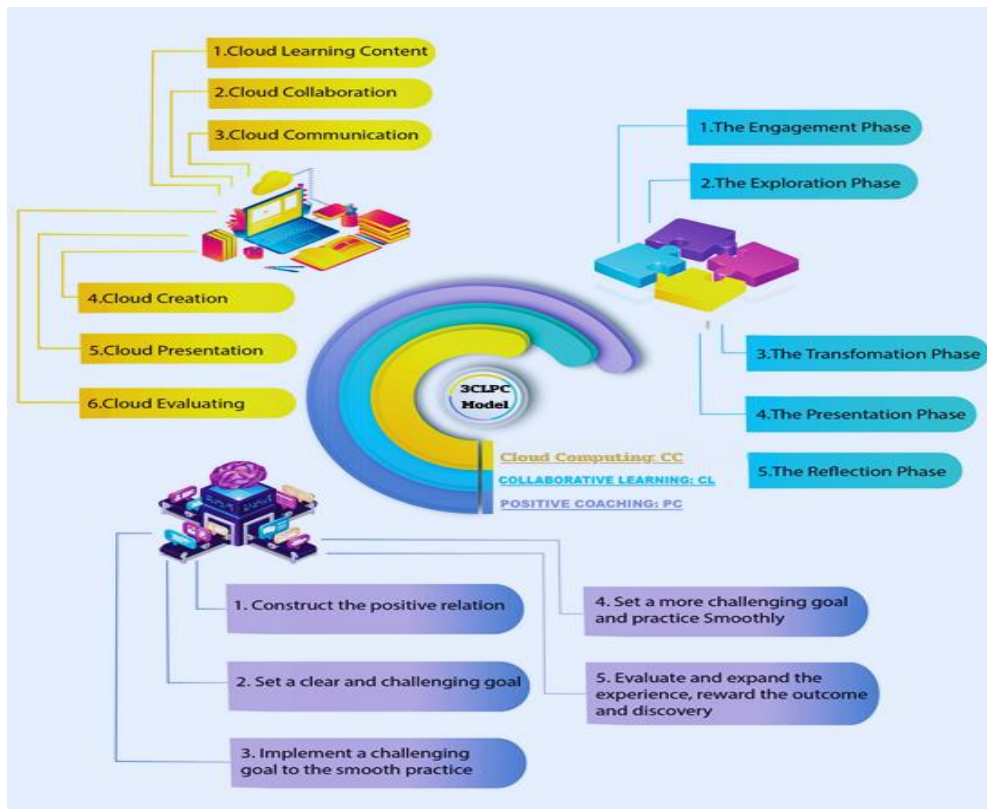 1.Cloud Learning Content
2.Cloud Collaboration
3.Cloud Communication
4.Cloud Creation
5.Cloud Presentation
6.Cloud Evaluating
1.The Engagement Phase
2.The Exploration Phase
3.The Transfomation Phase
4.The Presentation Phase
5.The Reflection Phase
3CLPC
Model
Cloud Computing: CC
COLLABORATIVE LEARNING: CL
POSITIVE COACHING: PC
1. Construct the positive relation
2. Set a clear and challenging goal
3. Implement a challenging
goal to the smooth practice
4. Set a more challenging goal
and practice Smoothly
5. Evaluate and expand the
experience, reward the outcome
and discovery